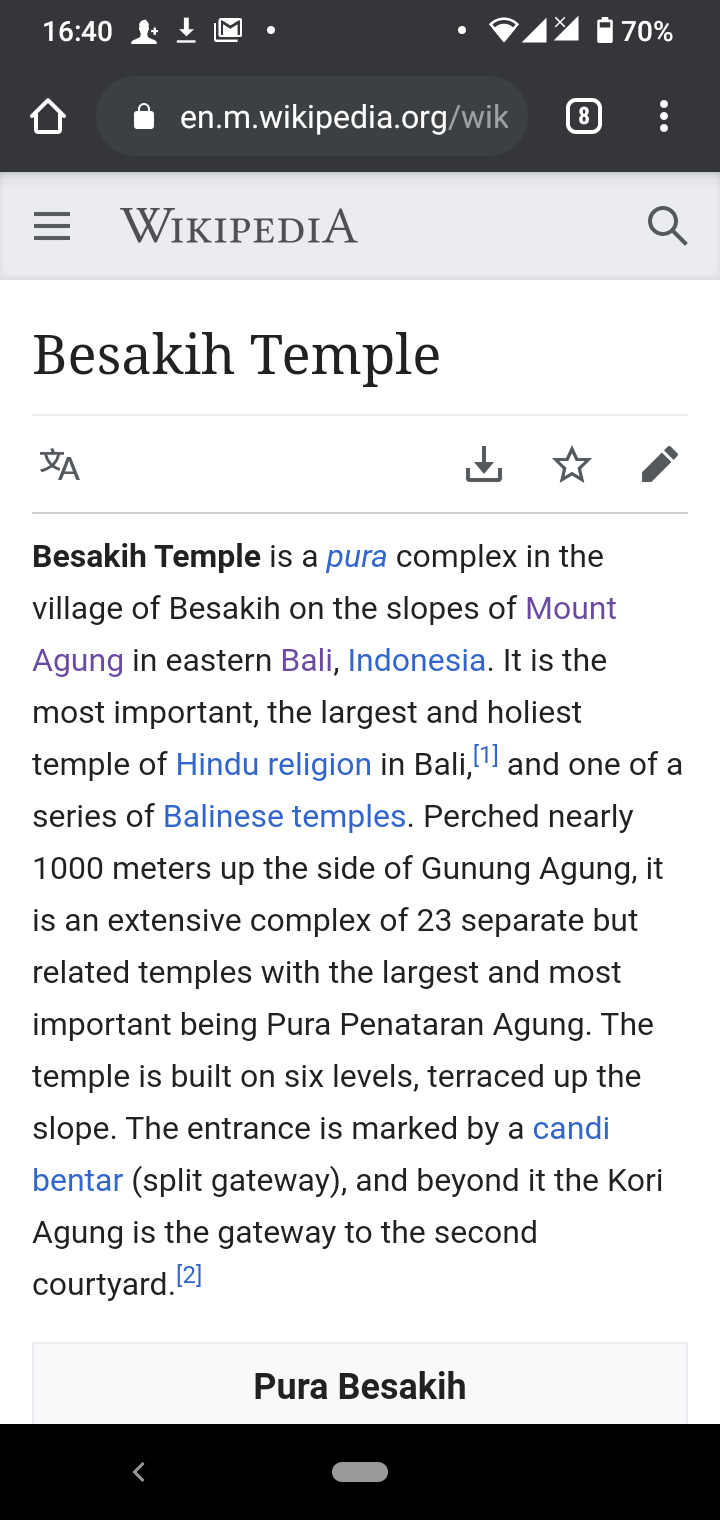 16:40 70%
en.m.wikipedia.org/wik 8
WIKIPEDIA
Besakih Temple
文A
Besakih Temple is a pura complex in the
village of Besakih on the slopes of Mount
Agung in eastern Bali, Indonesia. It is the
most important, the largest and holiest
temple of Hindu religion in Bali,[1] and one of a
series of Balinese temples. Perched nearly
1000 meters up the side of Gunung Agung, it
is an extensive complex of 23 separate but
related temples with the largest and most
important being Pura Penataran Agung. The
temple is built on six levels, terraced up the
slope. The entrance is marked by a candi
bentar (split gateway), and beyond it the Kori
Agung is the gateway to the second
courtyard.[2]
Pura Besakih